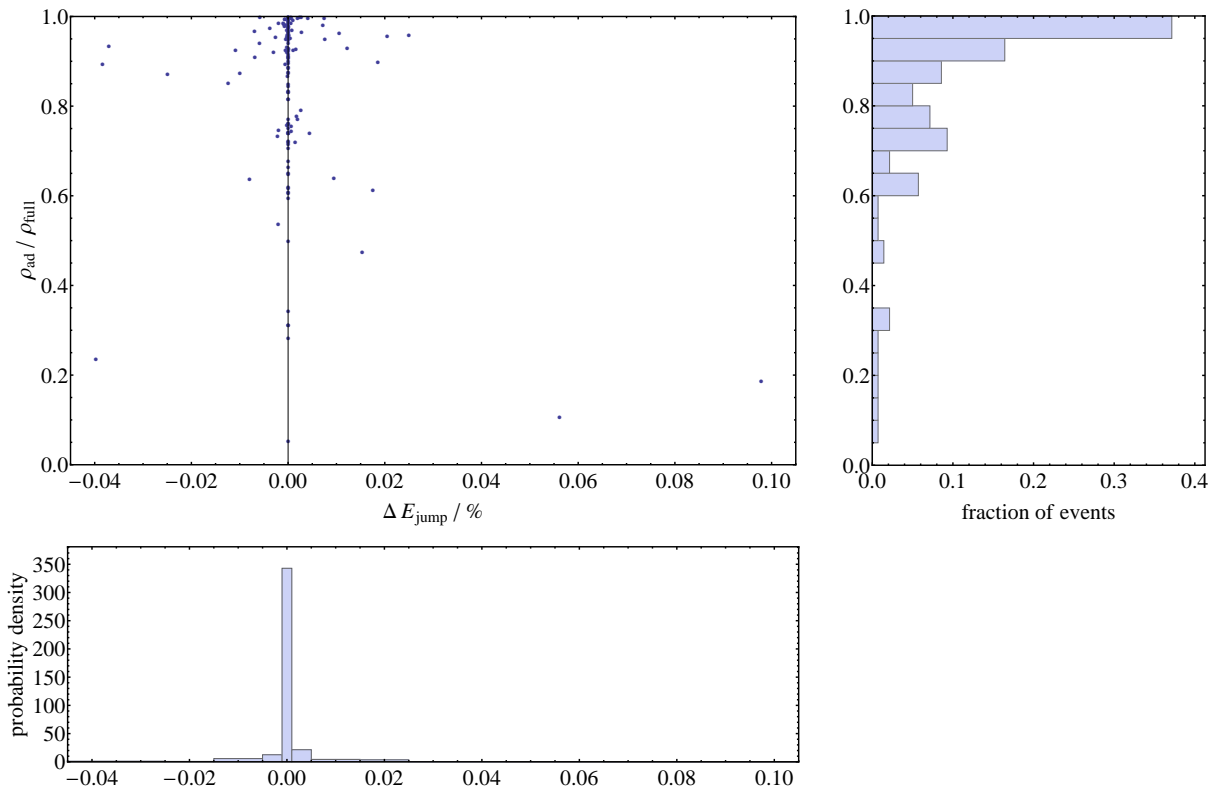 1.0
0.8
0.6
0.4
0.2
0.0
ρad / ρfull
−0.04 −0.02 0.00 0.02 0.04 0.06 0.08 0.10
Δ Ejump / %
1.0
0.8
0.6
0.4
0.2
0.0
0.0 0.1 0.2 0.3 0.4
fraction of events
350
300
250
200
150
100
50
0
probability density
−0.04 −0.02 0.00 0.02 0.04 0.06 0.08 0.10